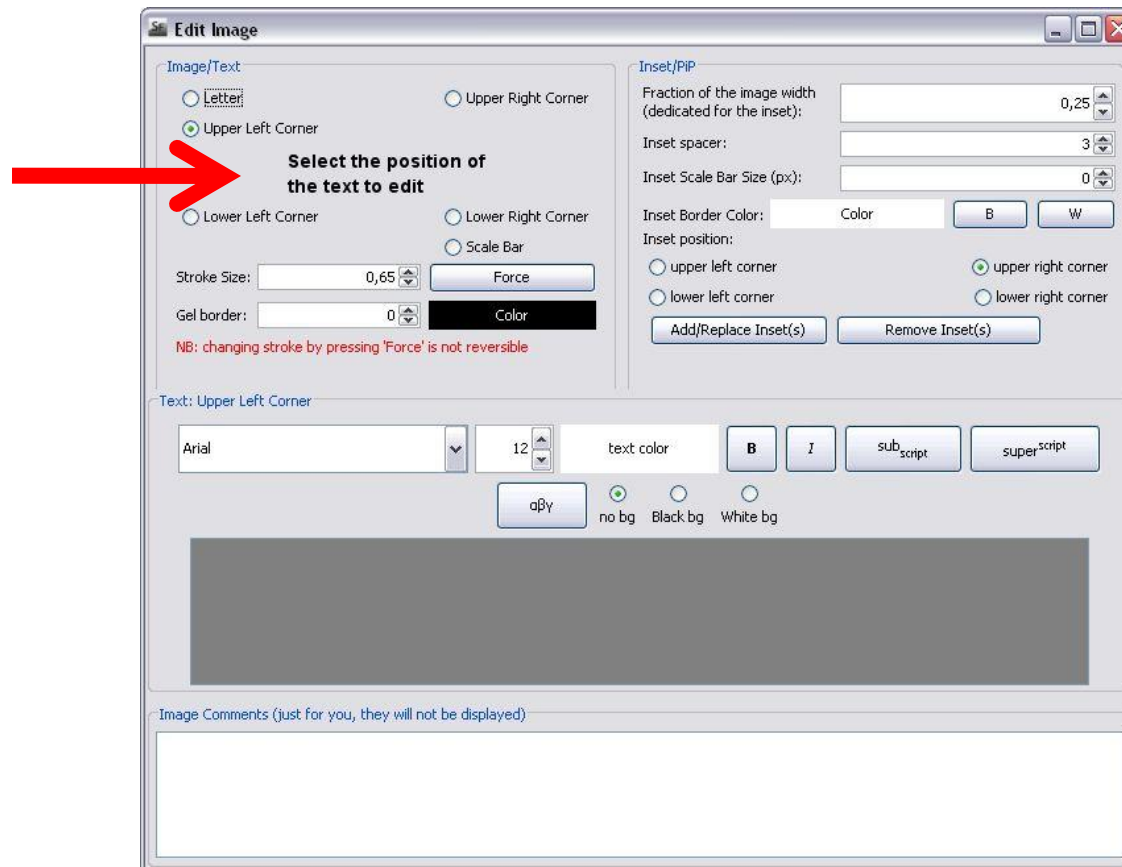 Edit Image
Image/Text
Letter
Upper Right Corner
Upper Left Corner
Select the position of
the text to edit
Lower Left Corner
Lower Right Corner
Scale Bar
Stroke Size:
0,65
Force
Gel border:
0
Color
NB: changing stroke by pressing 'Force' is not reversible
Inset/PiP
Fraction of the image width
(dedicated for the inset):
0,25
Inset spacer:
3
Inset Scale Bar Size (px):
0
Inset Border Color:
Color
B
W
Inset position:
upper left corner
upper right corner
lower left corner
lower right corner
Add/Replace Inset(s)
Remove Inset(s)
Text: Upper Left Corner
Arial
12
text color
B
I
subscript
superscript
αβγ
no bg
Black bg
White bg
Image Comments (just for you, they will not be displayed)